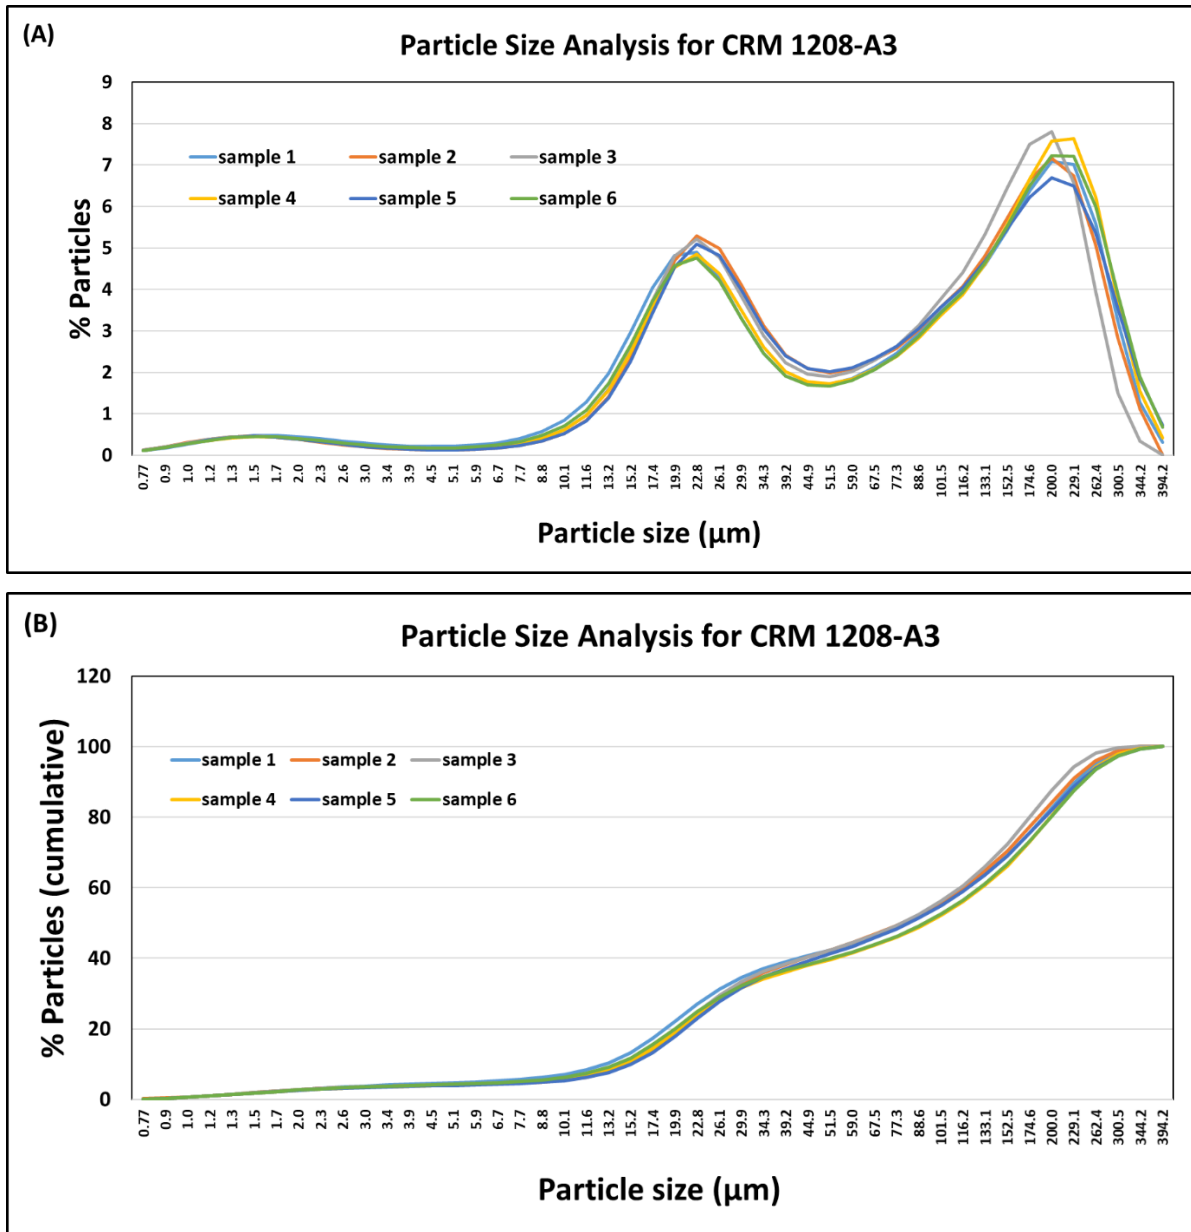 (A)
Particle Size Analysis for CRM 1208-A3
% Particles
9
8
7
6
5
4
3
2
1
0
sample 1 sample 2 sample 3
sample 4 sample 5 sample 6
0.77 0.9 1.0 1.2 1.3 1.5 1.7 2.0 2.3 2.6 3.0 3.4 3.9 4.5 5.1 5.9 6.7 7.7 8.8 10.1 11.6 13.2 15.2 17.4 19.9 22.8 26.1 29.9 34.3 39.2 44.9 51.5 59.0 67.5 77.3 88.6 101.5 116.2 133.1 152.5 174.6 200.0 229.1 262.4 300.5 344.2 394.2
Particle size (µm)
(B)
Particle Size Analysis for CRM 1208-A3
% Particles (cumulative)
120
100
80
60
40
20
0
sample 1 sample 2 sample 3
sample 4 sample 5 sample 6
0.77 0.9 1.0 1.2 1.3 1.5 1.7 2.0 2.3 2.6 3.0 3.4 3.9 4.5 5.1 5.9 6.7 7.7 8.8 10.1 11.6 13.2 15.2 17.4 19.9 22.8 26.1 29.9 34.3 39.2 44.9 51.5 59.0 67.5 77.3 88.6 101.5 116.2 133.1 152.5 174.6 200.0 229.1 262.4 300.5 344.2 394.2
Particle size (µm)